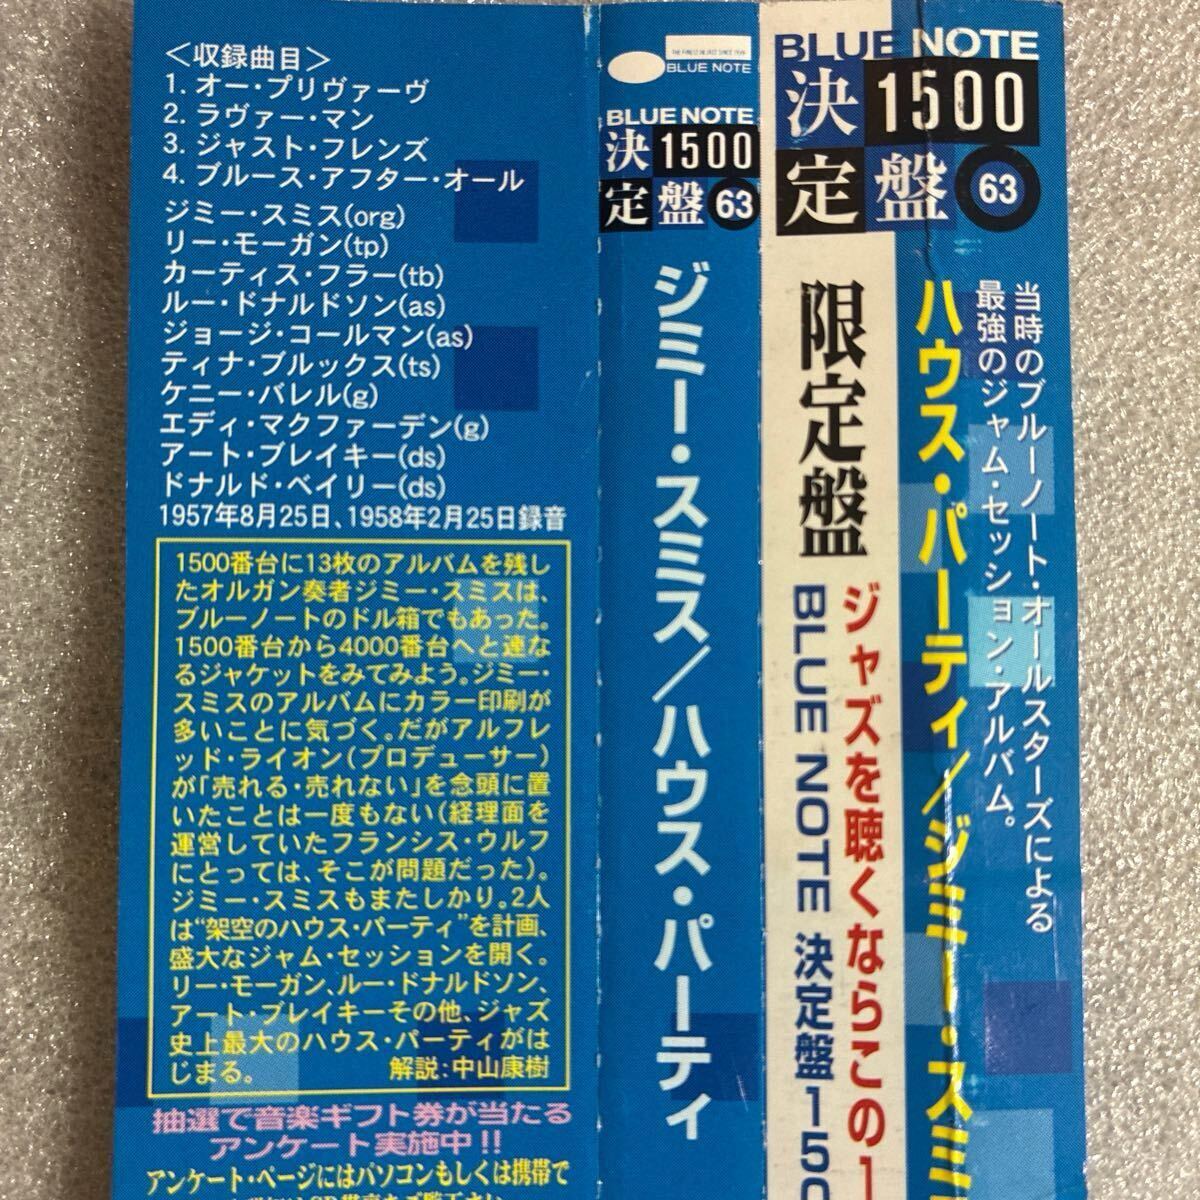 <収録曲目>
1. オー・プリヴァーヴ
2. ラヴァー・マン
3. ジャスト・フレンズ
4. ブルース・アフター・オール
ジミー・スミス(org)
リー・モーガン(tp)
カーティス・フラー(tb)
ルー・ドナルドソン(as)
ジョージ・コールマン(as)
ティナ・ブルックス(ts)
ケニー・バレル(g)
エディ・マクファーデン(g)
アート・ブレイキー(ds)
ドナルド・ベイリー(ds)
1957年8月25日、1958年2月25日録音
1500番台に13枚のアルバムを残し
たオルガン奏者ジミー・スミスは、
ブルーノートのドル箱でもあった。
1500番台から4000番台へと連な
るジャケットをみてみよう。ジミー・
スミスのアルバムにカラー印刷が
多いことに気づく。だがアルフレ
ッド・ライオン(プロデューサー)
が「売れる・売れない」を念頭に置
いたことは一度もない(経理面を
運営していたフランシス・ウルフ
にとっては、そこが問題だった)。
ジミー・スミスもまたしかり。2人
は“架空のハウス・パーティ”を計画、
盛大なジャム・セッションを開く。
リー・モーガン、ルー・ドナルドソン、
アート・ブレイキーその他、ジャズ
史上最大のハウス・パーティがは
じまる。 解説:中山康樹
抽選で音楽ギフト券が当たる
アンケート実施中!!
アンケート・ページにはパソコンもしくは携帯で
THE FINEST IN JAZZ SINCE 1939
BLUE NOTE
BLUE NOTE
決定盤1500
63
ジミー・スミス/ハウス・パーティ
BLUE NOTE
決定盤1500
63
当時のブルーノート・オールスターズによる
最強のジャム・セッション・アルバム。
ハウス・パーティ/ジミー・スミ
限定盤
ジャズを聴くならこの1
BLUE NOTE 決定盤150